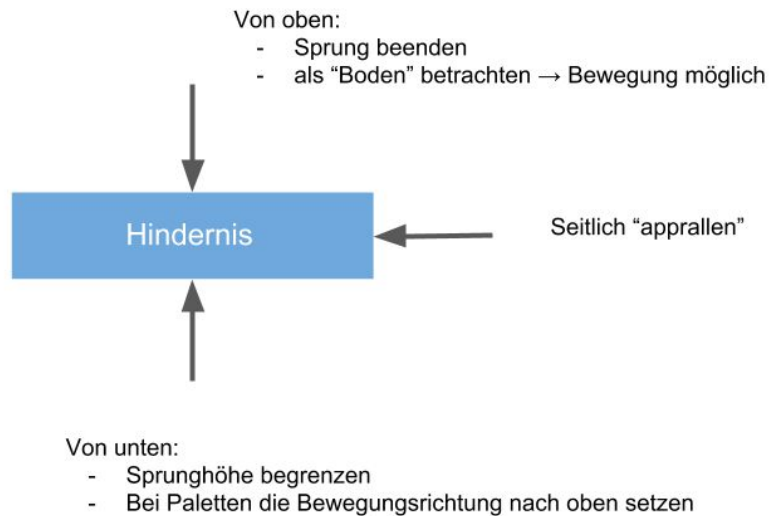 Von oben:
- Sprung beenden
- als “Boden” betrachten → Bewegung möglich
Hindernis
Seitlich “apprallen”
Von unten:
- Sprunghöhe begrenzen
- Bei Paletten die Bewegungsrichtung nach oben setzen